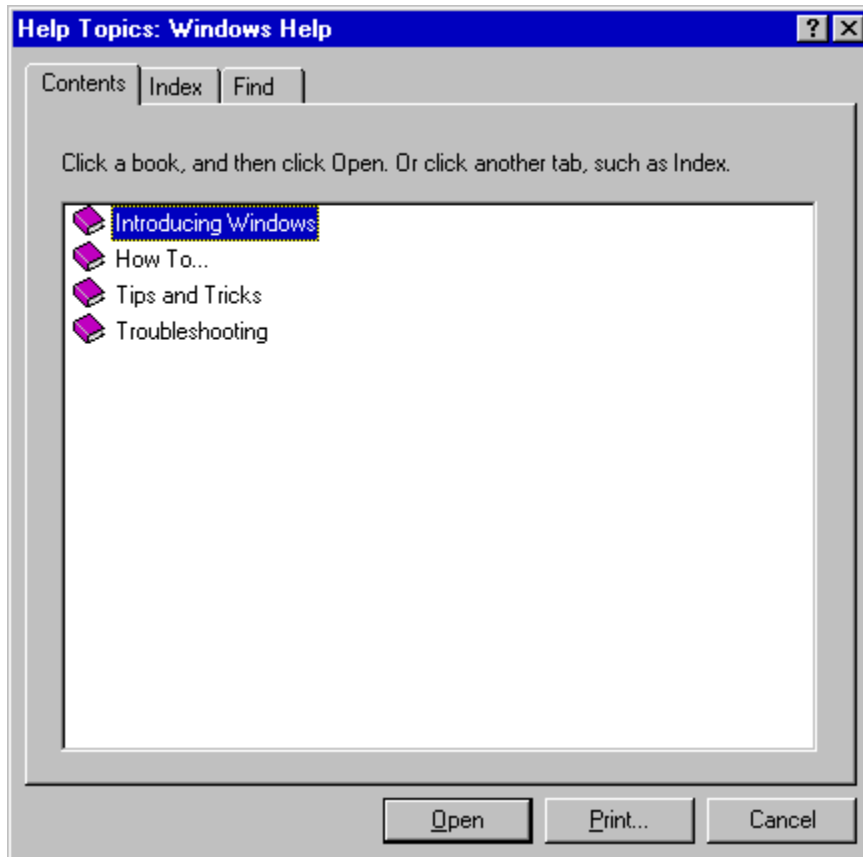 Help Topics: Windows Help
Contents Index Find
Click a book, and then click Open. Or click another tab, such as Index.
Introducing Windows
How To...
Tips and Tricks
Troubleshooting
Open Print... Cancel